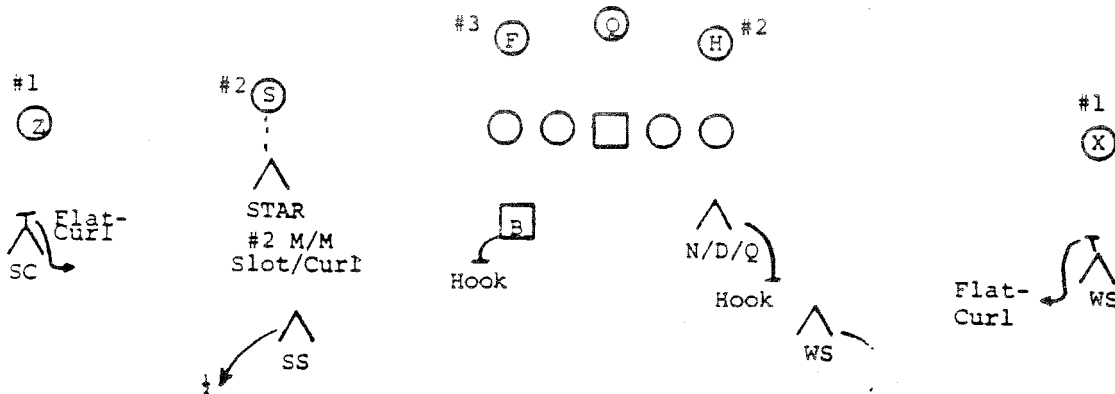 #3 F Q H #2
#1 #2 S #1
Z X
STAR B N/D/Q
Flat-
Curl
#2 M/M
Slot/Curl
SC Hook Hook Flat-
Curl
WS
SS WS
½